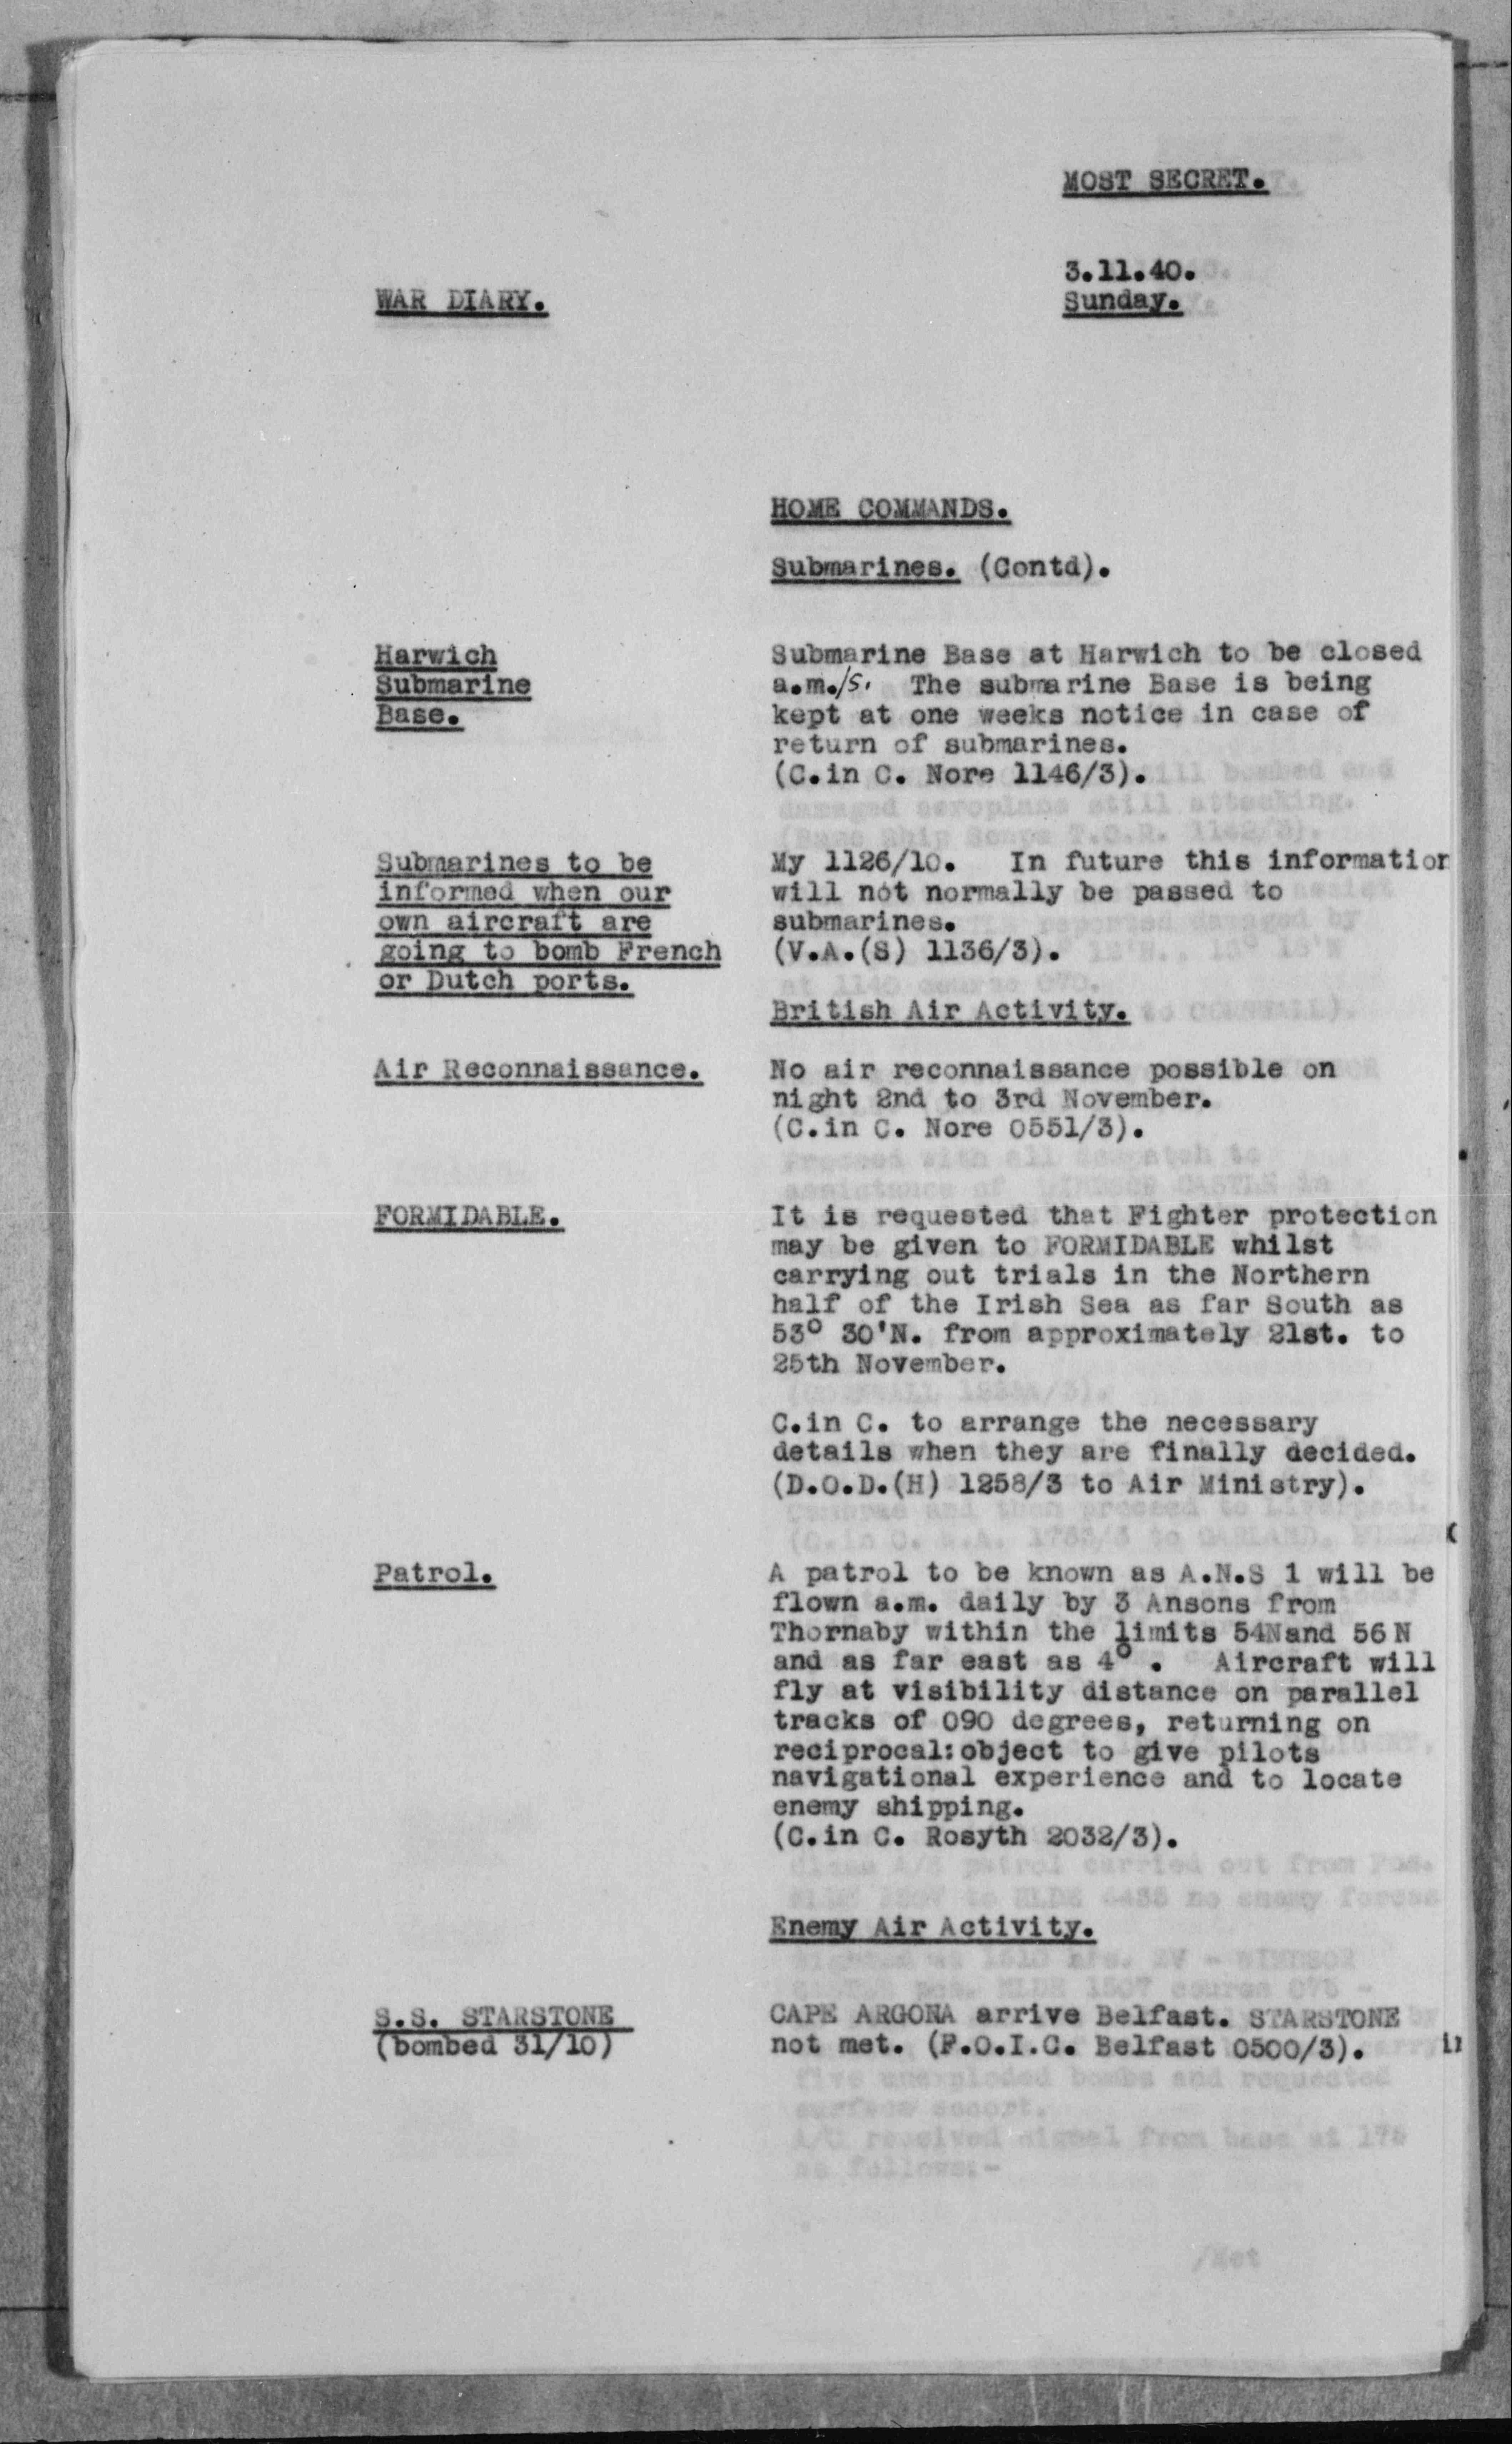 MOST SECRET.
3.11.40.
WAR DIARY.
Sunday.
HOME COMMANDS.
Submarines. (Contd).
Harwich
Submarine
Base.
Submarine Base at Harwich to be closed
a.m./5. The submarine Base is being
kept at one weeks notice in case of
return of submarines.
(C.in C. Nore 1146/3).
Submarines to be
informed when our
own aircraft are
going to bomb French
or Dutch ports.
My 1126/10. In future this information
will not normally be passed to
submarines.
(V.A.(S) 1136/3).
British Air Activity.
Air Reconnaissance.
No air reconnaissance possible on
night 2nd to 3rd November.
(C.in C. Nore 0551/3).
FORMIDABLE.
It is requested that Fighter protection
may be given to FORMIDABLE whilst
carrying out trials in the Northern
half of the Irish Sea as far South as
53° 30'N. from approximately 21st. to
25th November.
C.in C. to arrange the necessary
details when they are finally decided.
(D.O.D.(H) 1258/3 to Air Ministry).
Patrol.
A patrol to be known as A.N.S 1 will be
flown a.m. daily by 3 Ansons from
Thornaby within the limits 54Nand 56N
and as far east as 4° . Aircraft will
fly at visibility distance on parallel
tracks of 090 degrees, returning on
reciprocal:object to give pilots
navigational experience and to locate
enemy shipping.
(C.in C. Rosyth 2032/3).
Enemy Air Activity.
S.S. STARSTONE
(bombed 31/10)
CAPE ARGONA arrive Belfast. STARSTONE
not met. (F.O.I.C. Belfast 0500/3).